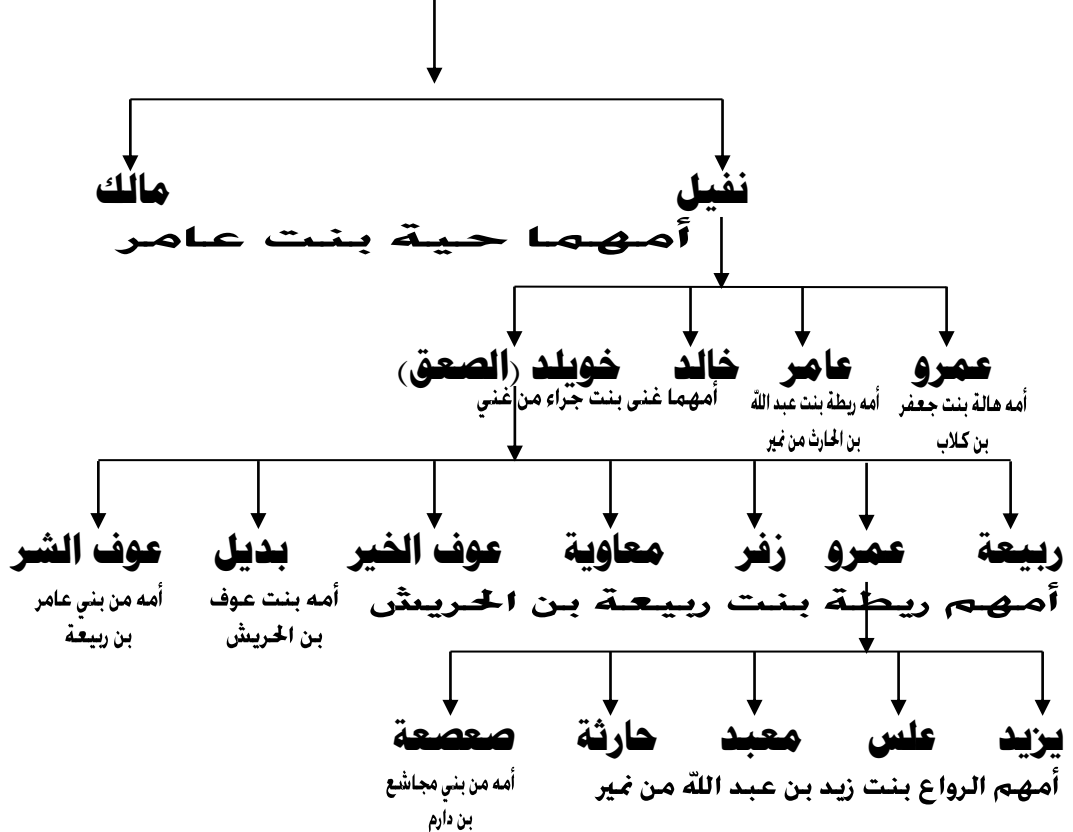 نفيل مالك
أمهما حية بنت عامر
عمرو عامر خالد خويلد (الصعق)
أمه هالة بنت جعفر
بن كلاب
أمه ريطة بنت عبد الله
بن الحارث من نمير
أمهما غنى بنت جراء من غني
ربيعة عمرو زفر معاوية عوف الخير بديل عوف الشر
أمهم ريطة بنت ربيعة بن الحريش
أمه بنت عوف
بن الحريش
أمه من بني عامر
بن ربيعة
يزيد علس معبد حارثة صعصعة
أمهم الرواع بنت زيد بن عبد الله من نمير
أمه من بني مجاشع
بن دارم